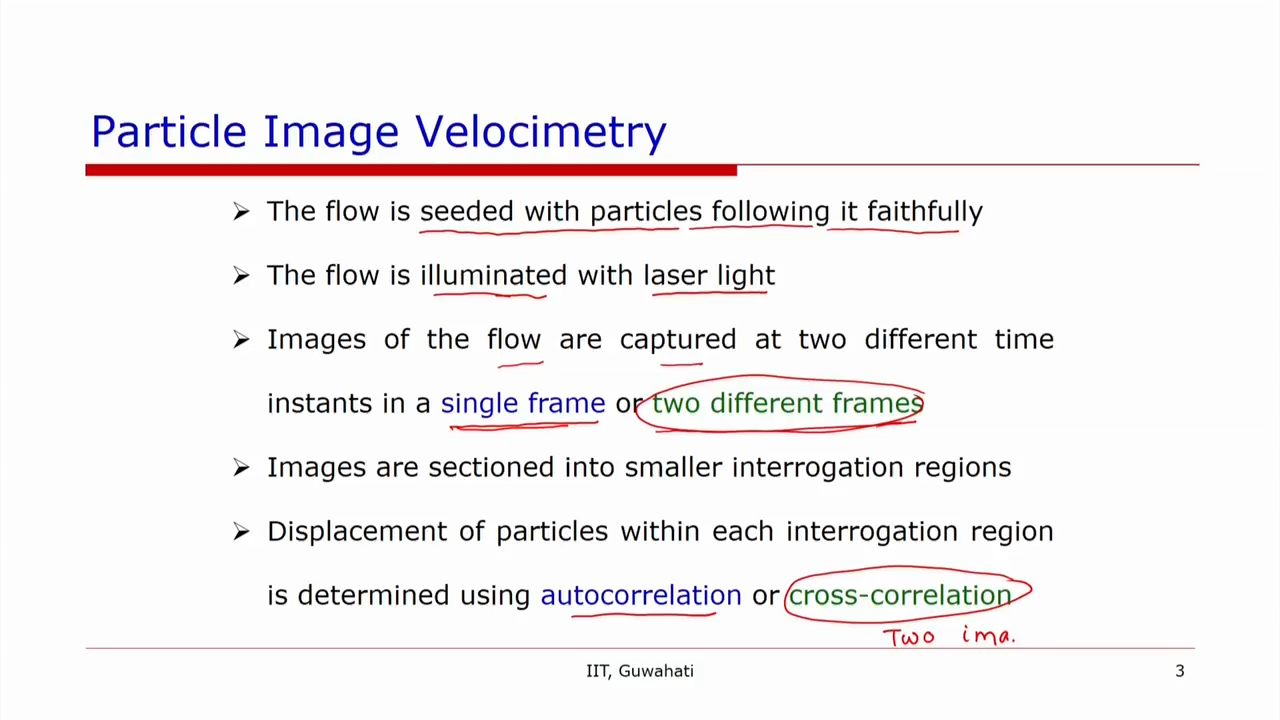 Particle Image Velocimetry
➢ The flow is seeded with particles following it faithfully
➢ The flow is illuminated with laser light
➢ Images of the flow are captured at two different time
instants in a single frame or two different frames
➢ Images are sectioned into smaller interrogation regions
➢ Displacement of particles within each interrogation region
is determined using autocorrelation or cross-correlation
Two ima.
IIT, Guwahati 3